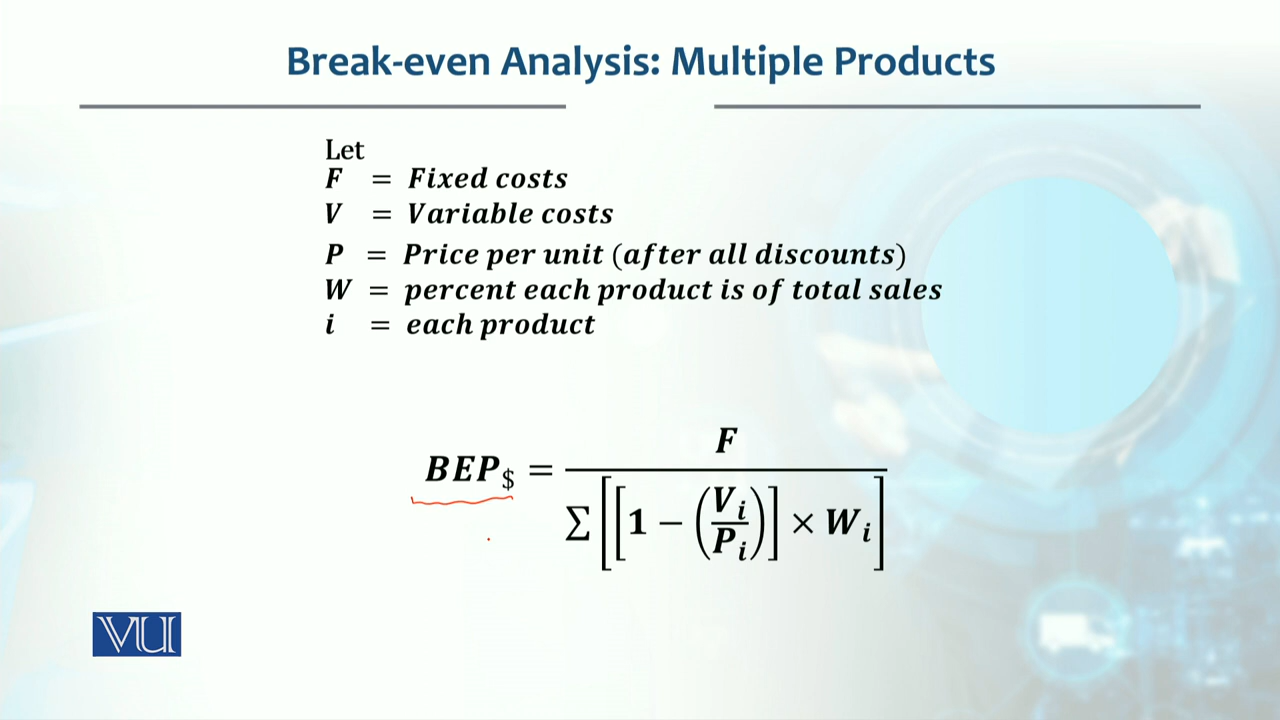 Break-even Analysis: Multiple Products
Let
F = Fixed costs
V = Variable costs
P = Price per unit (after all discounts)
W = percent each product is of total sales
i = each product
BEP$ = F / Σ[[1 − (Vi/Pi)] × Wi]
VU